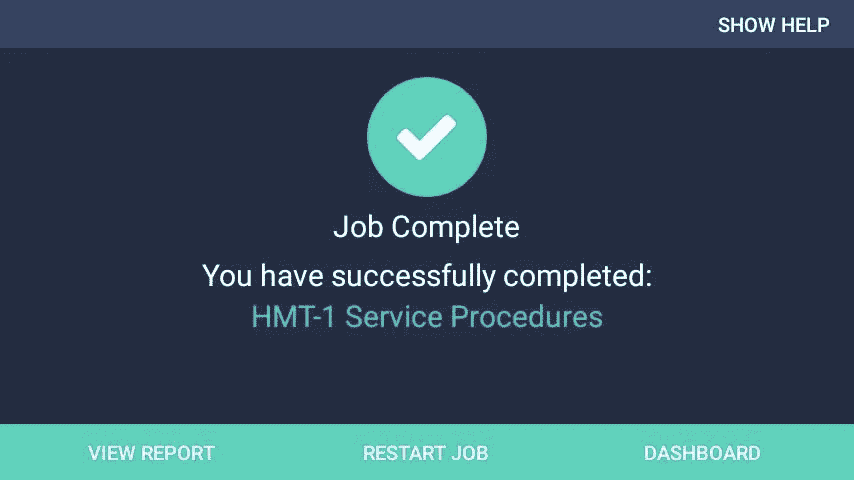 SHOW HELP
Job Complete
You have successfully completed:
HMT-1 Service Procedures
VIEW REPORT RESTART JOB DASHBOARD